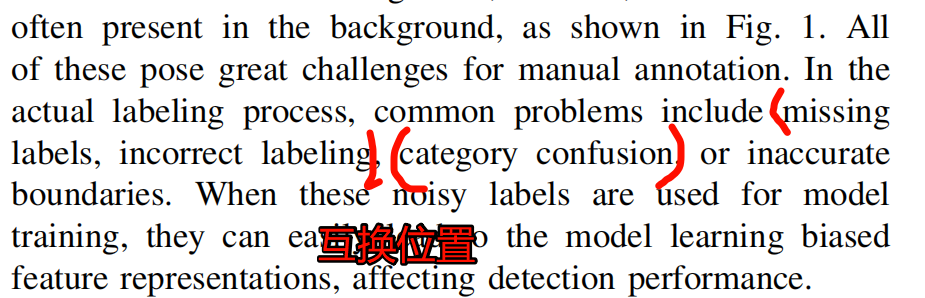 often present in the background, as shown in Fig. 1. All
of these pose great challenges for manual annotation. In the
actual labeling process, common problems include missing
labels, incorrect labeling, category confusion, or inaccurate
boundaries. When these noisy labels are used for model
training, they can o the model learning biased
互换位置
feature representations, affecting detection performance.